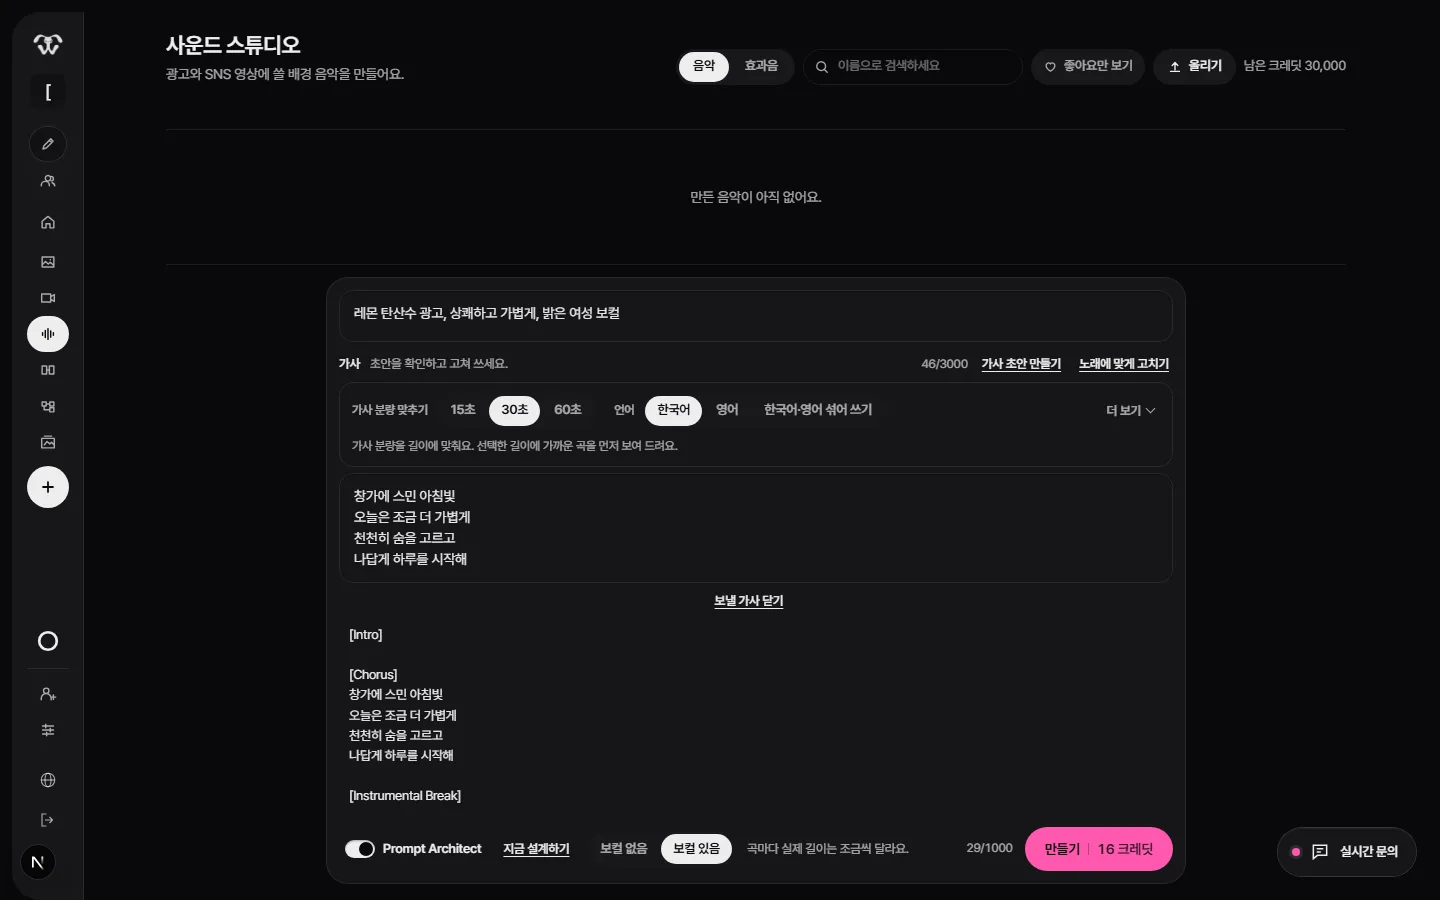 사운드 스튜디오
광고와 SNS 영상에 쓸 배경 음악을 만들어요.
음악 효과음 이름으로 검색하세요 좋아요만 보기 올리기 남은 크레딧 30,000
[
만든 음악이 아직 없어요.
레몬 탄산수 광고, 상쾌하고 가볍게, 밝은 여성 보컬
가사 초안을 확인하고 고쳐 쓰세요. 46/3000 가사 초안 만들기 노래에 맞게 고치기
가사 분량 맞추기 15초 30초 60초 언어 한국어 영어 한국어·영어 섞어 쓰기 더 보기
가사 분량을 길이에 맞춰요. 선택한 길이에 가까운 곡을 먼저 보여 드려요.
창가에 스민 아침빛
오늘은 조금 더 가볍게
천천히 숨을 고르고
나답게 하루를 시작해
보낼 가사 닫기
[Intro]
[Chorus]
창가에 스민 아침빛
오늘은 조금 더 가볍게
천천히 숨을 고르고
나답게 하루를 시작해
[Instrumental Break]
Prompt Architect 지금 설계하기 보컬 없음 보컬 있음 곡마다 실제 길이는 조금씩 달라요. 29/1000 만들기 16 크레딧
실시간 문의
N